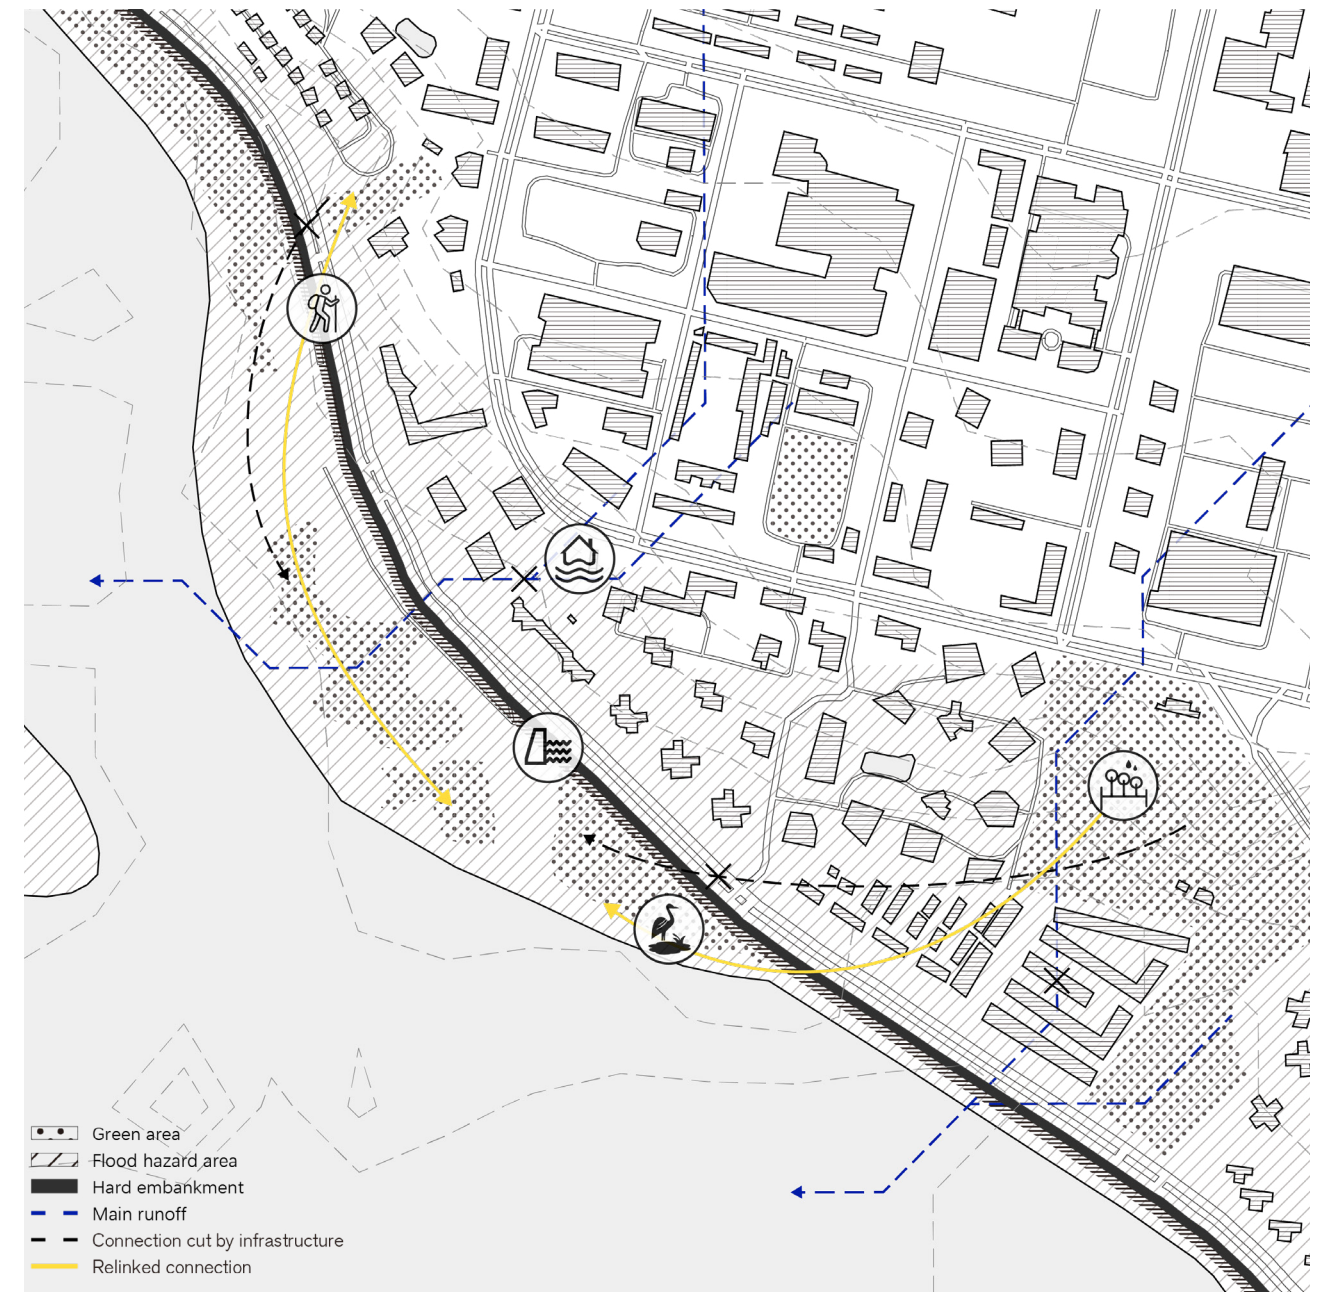 Green area
Flood hazard area
Hard embankment
Main runoff
Connection cut by infrastructure
Relinked connection